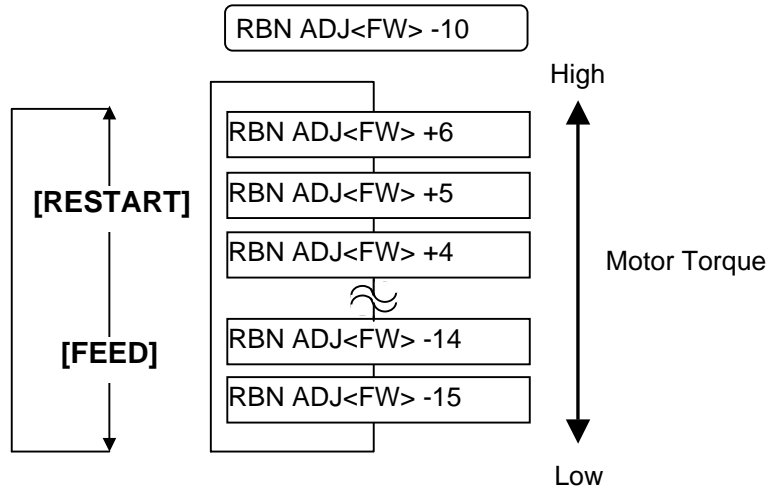 RBN ADJ<FW> -10
High
RBN ADJ<FW> +6
[RESTART]
RBN ADJ<FW> +5
RBN ADJ<FW> +4
Motor Torque
[FEED]
RBN ADJ<FW> -14
RBN ADJ<FW> -15
Low